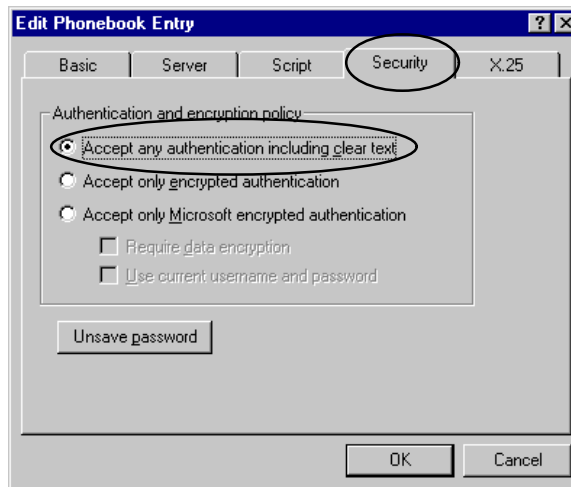 Edit Phonebook Entry
Basic Server Script Security X.25
Authentication and encryption policy
Accept any authentication including clear text
Accept only encrypted authentication
Accept only Microsoft encrypted authentication
Require data encryption
Use current username and password
Unsave password
OK Cancel